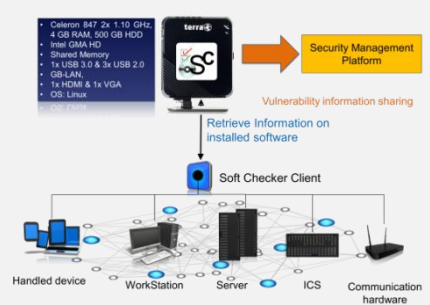 • Celeron 847 2x 1.10 GHz,
4 GB RAM, 500 GB HDD
• Intel GMA HD
• Shared Memory
• 1x USB 3.0 & 3x USB 2.0
• GB-LAN,
• 1x HDMI & 1x VGA
• OS: Linux
terra
SC
Security Management
Platform
Vulnerability information sharing
Retrieve Information on
installed software
Soft Checker Client
Handled device
WorkStation
Server
ICS
Communication
hardware